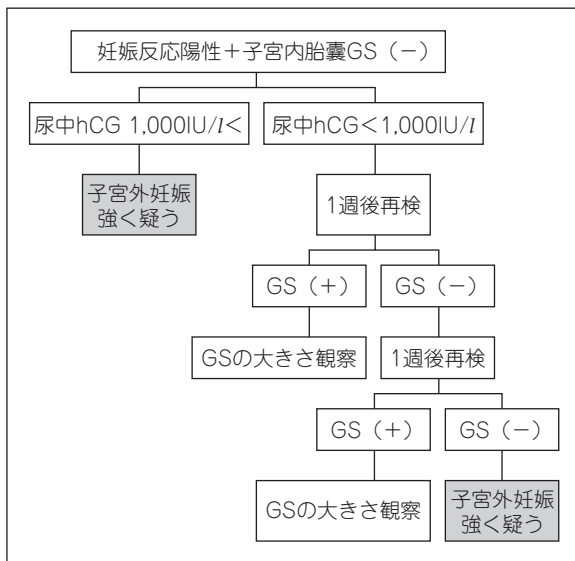 妊娠反応陽性+子宮内胎嚢GS（−）
尿中hCG 1,000IU/l<
尿中hCG<1,000IU/l
子宮外妊娠
強く疑う
1週後再検
GS（+）
GS（−）
GSの大きさ観察
1週後再検
GS（+）
GS（−）
GSの大きさ観察
子宮外妊娠
強く疑う